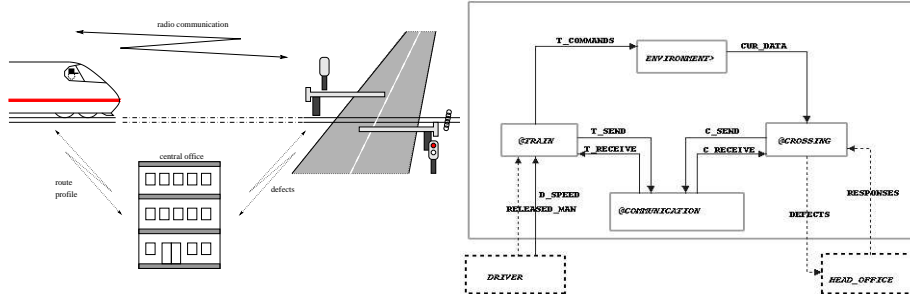 radio communication
central office
route
profile
defects
T_COMMANDS
ENVIRONMENT>
CUR_DATA
@TRAIN
T_SEND
T_RECEIVE
C_SEND
C_RECEIVE
@CROSSING
@COMMUNICATION
D_SPEED
RELEASED_MAN
RESPONSES
DEFECTS
DRIVER
HEAD_OFFICE